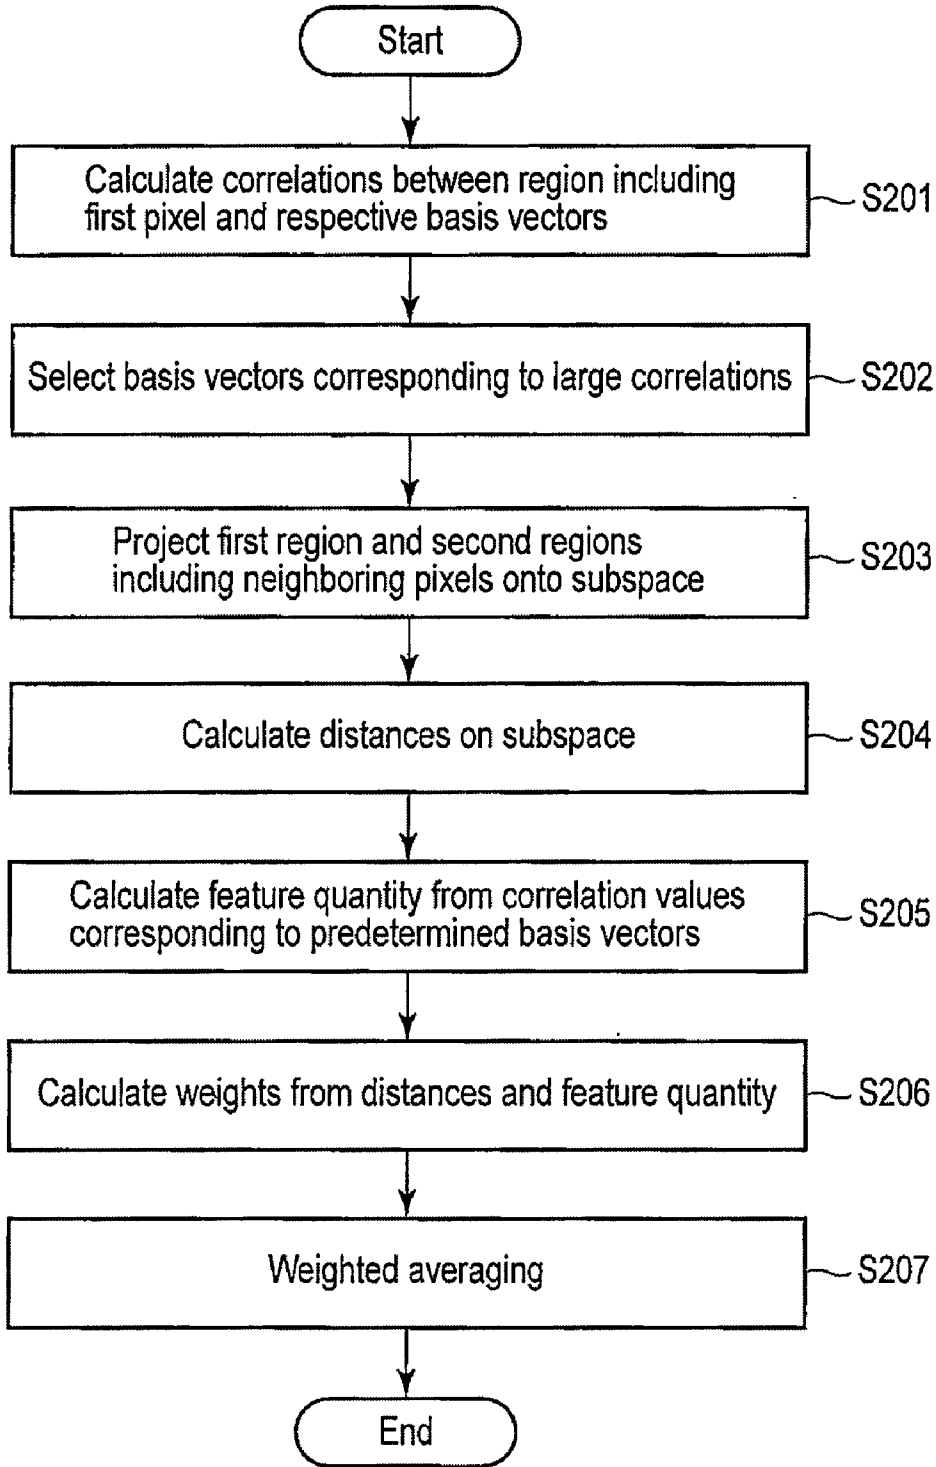 Start
Calculate correlations between region including
first pixel and respective basis vectors
S201
Select basis vectors corresponding to large correlations
S202
Project first region and second regions
including neighboring pixels onto subspace
S203
Calculate distances on subspace
S204
Calculate feature quantity from correlation values
corresponding to predetermined basis vectors
S205
Calculate weights from distances and feature quantity
S206
Weighted averaging
S207
End